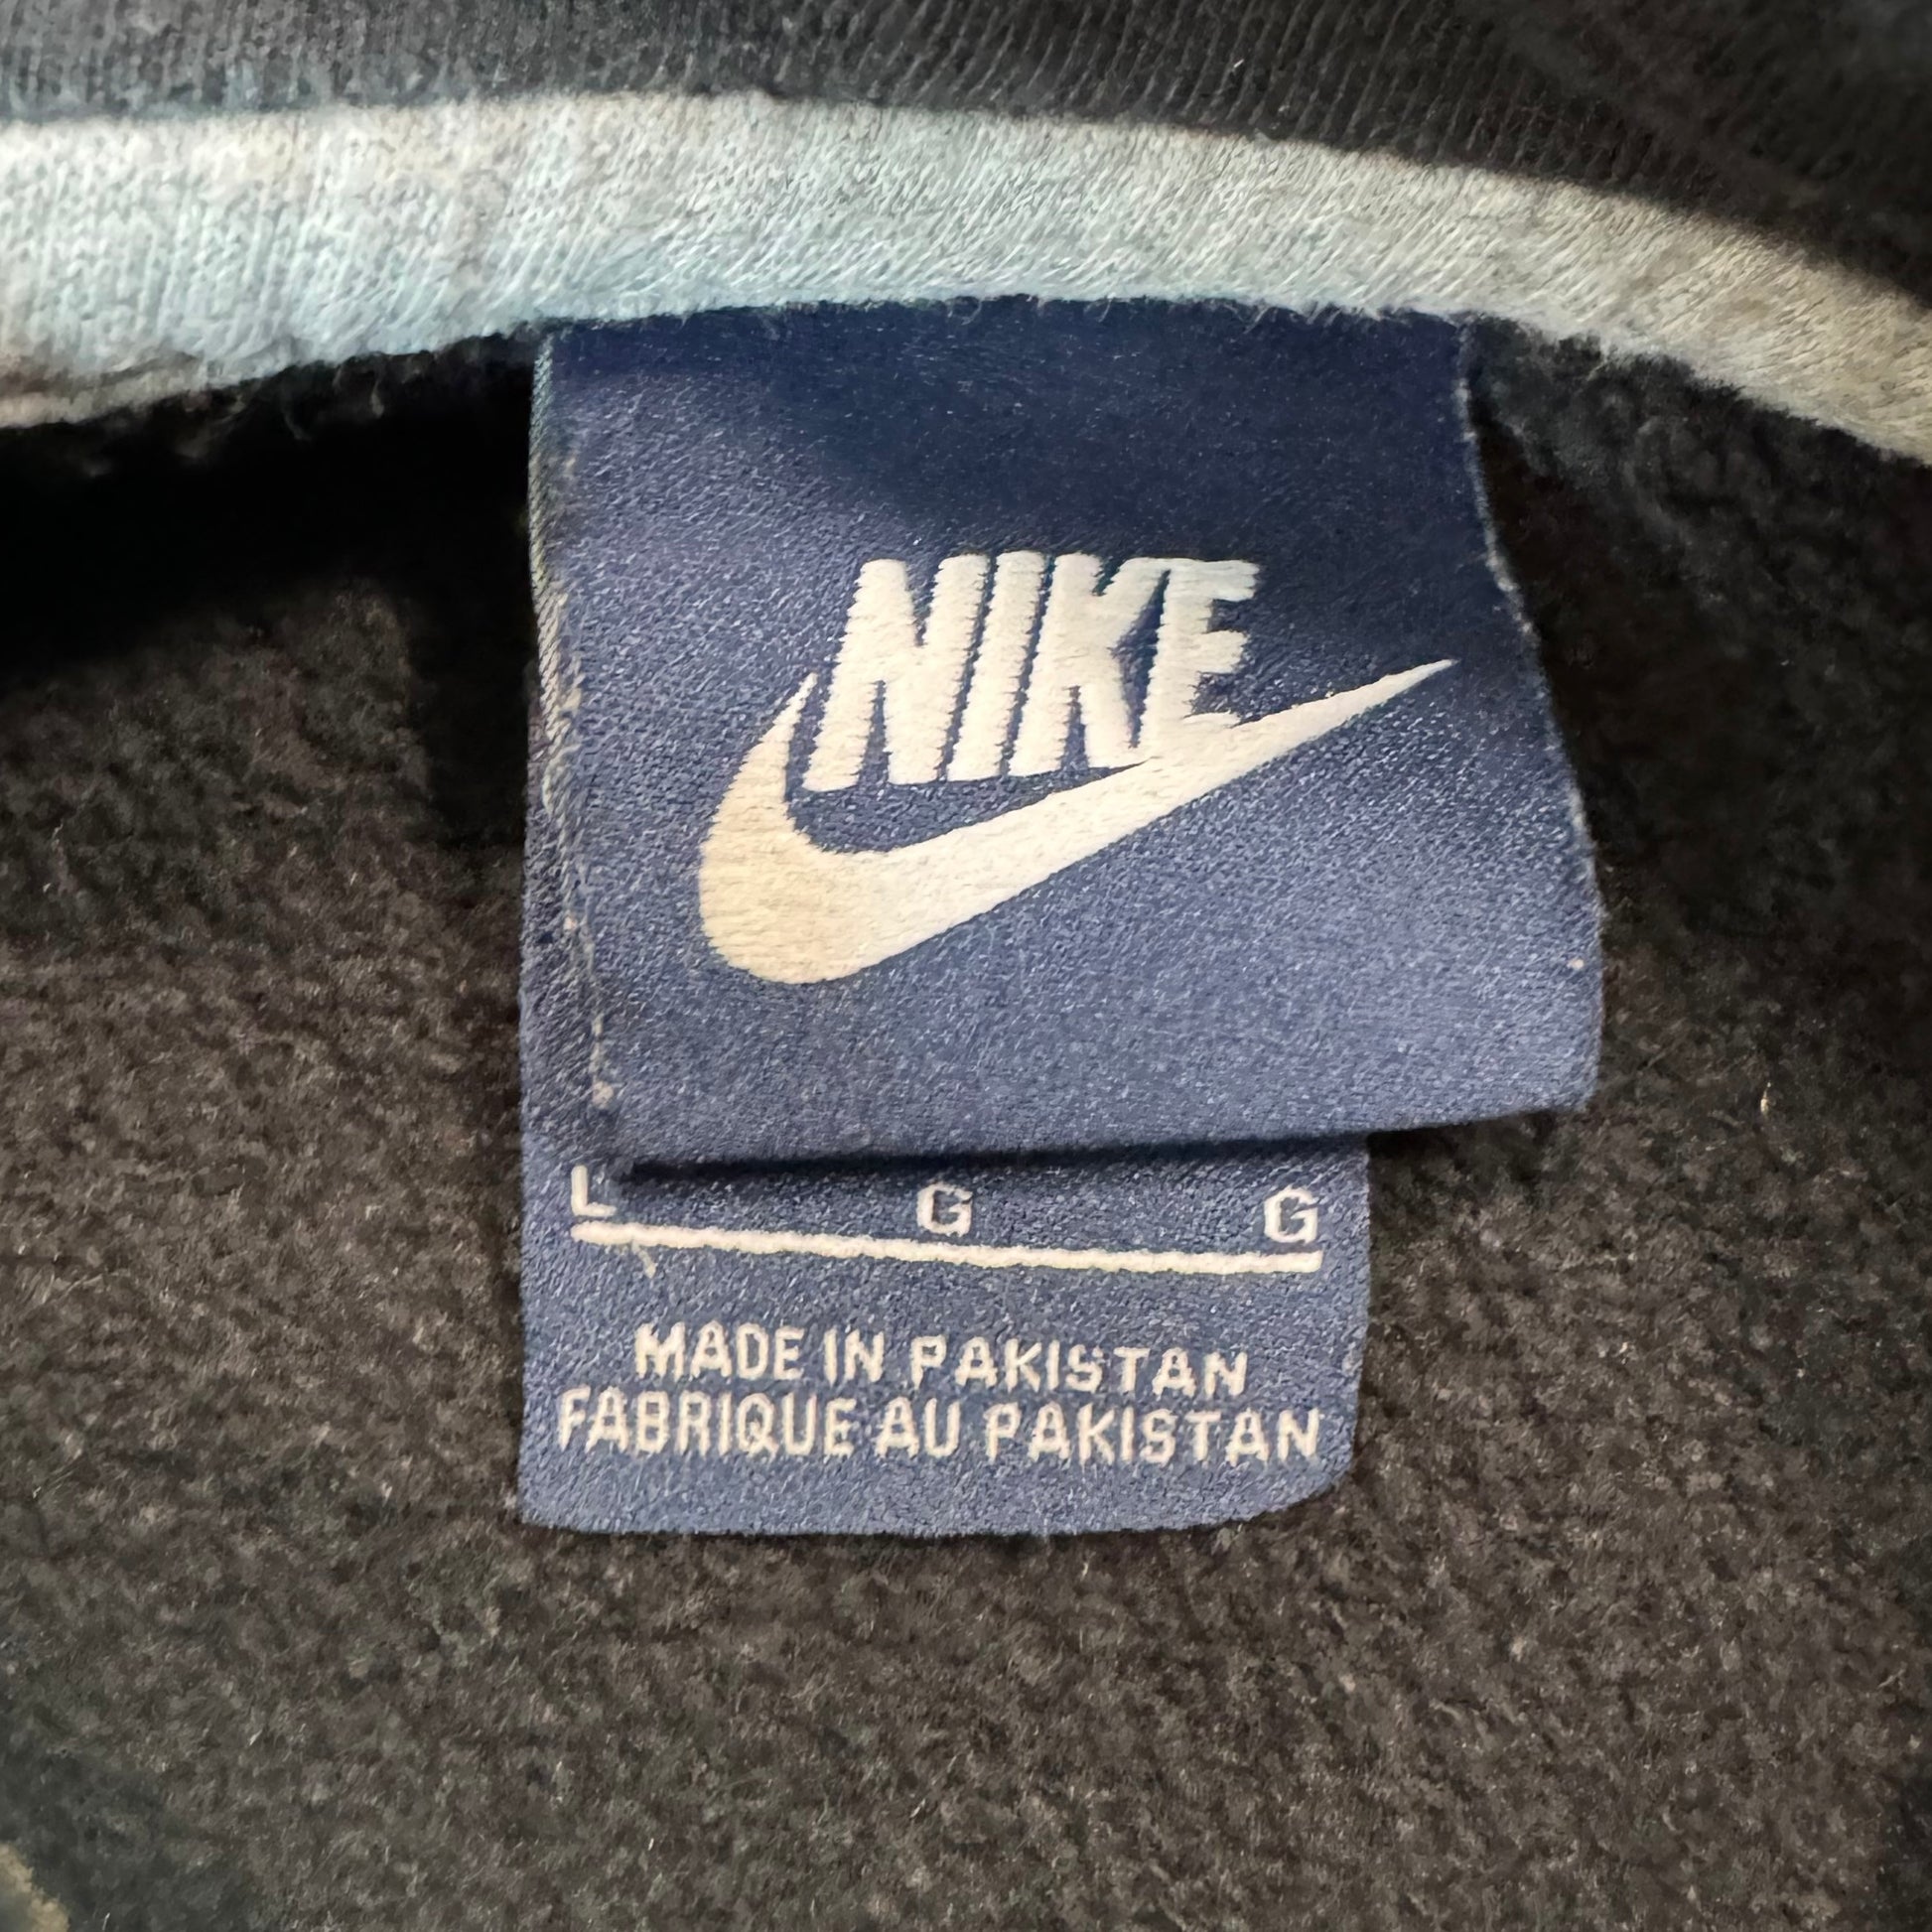 NIKE
L G G
MADE IN PAKISTAN
FABRIQUE AU PAKISTAN